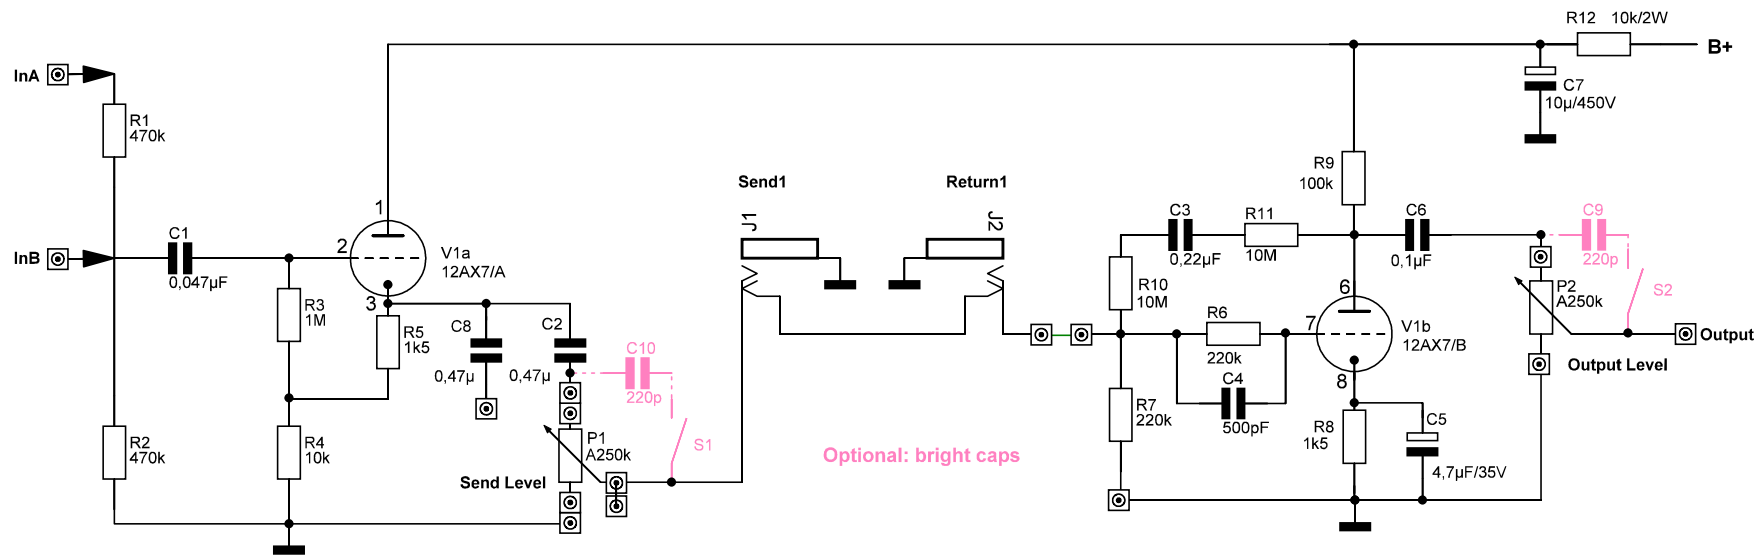 R12 10k/2W
B+
InA
C7
10µ/450V
R1
470k
R9
100k
Send1
Return1
J1
J2
1
C1
0,047µF
2
V1a
12AX7/A
3
InB
C3
0,22µF
R11
10M
C6
0,1µF
C9
220p
R10
10M
6
P2
A250k
S2
R3
1M
R5
1k5
C8
0,47µ
C2
0,47µ
C10
220p
R6
220k
7
V1b
12AX7/B
8
Output
Output Level
C4
500pF
R7
220k
R8
1k5
C5
4,7µF/35V
R2
470k
R4
10k
P1
A250k
S1
Send Level
Optional: bright caps